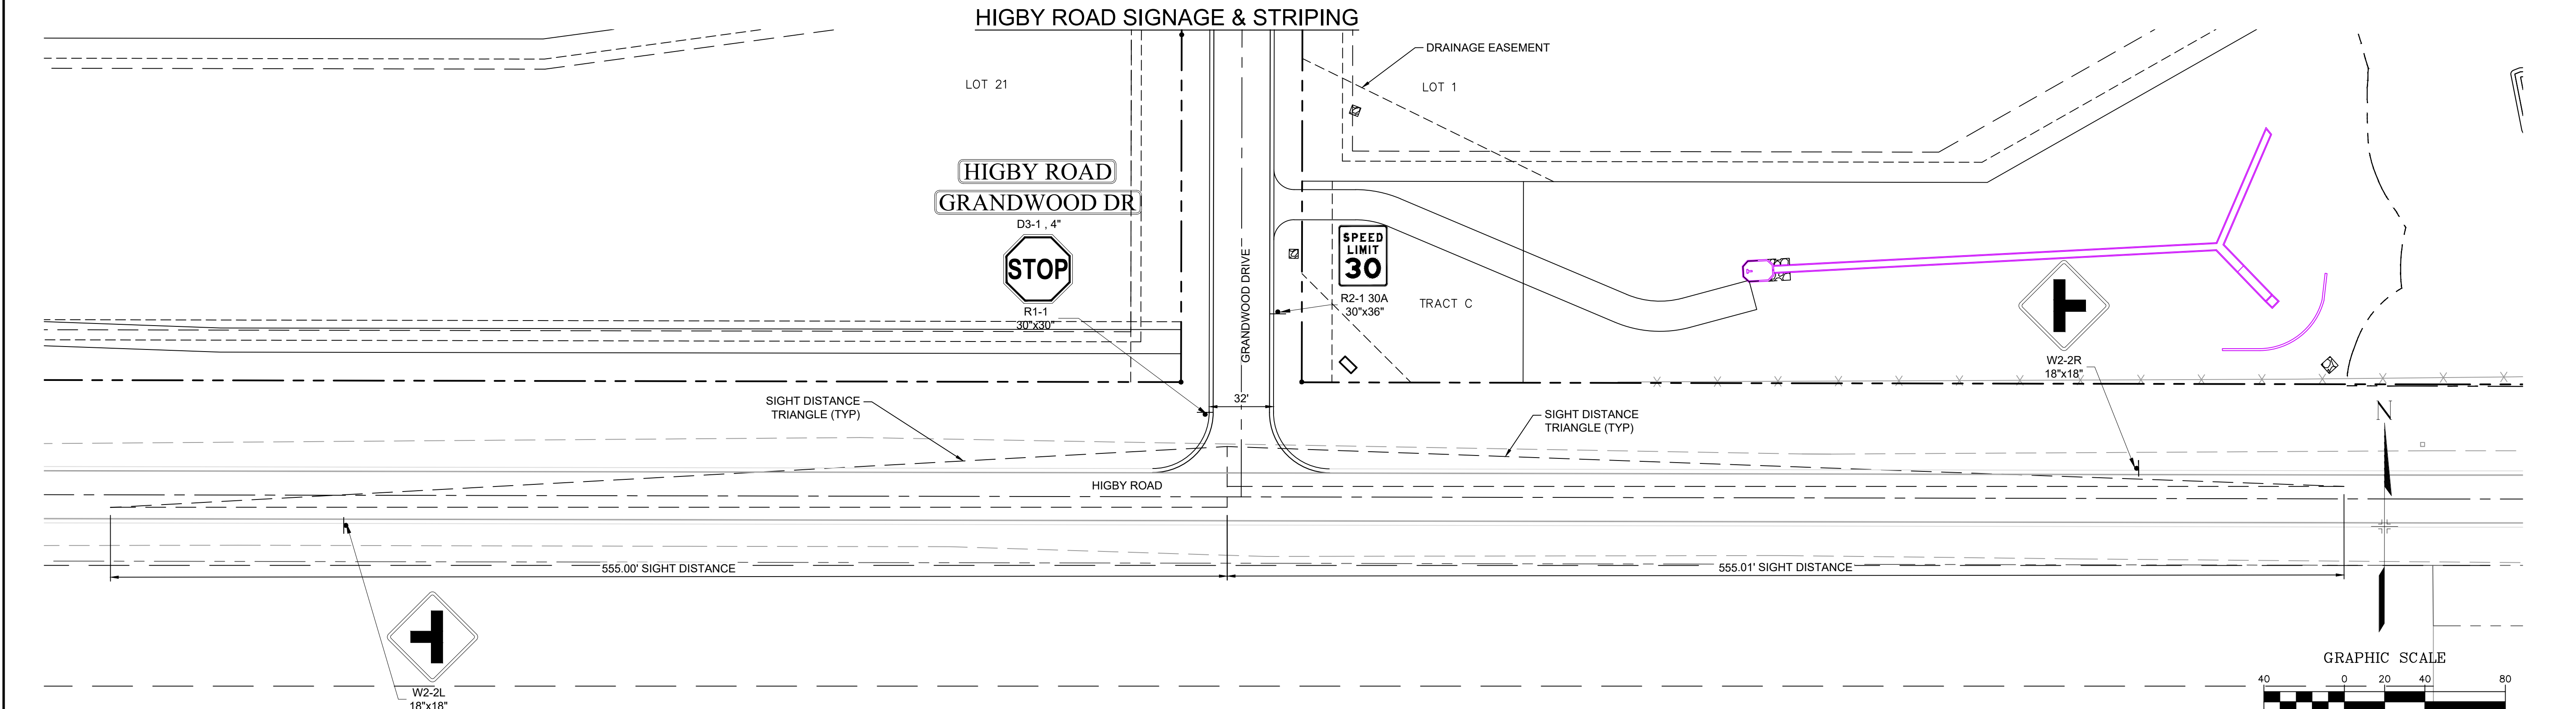 HIGBY ROAD SIGNAGE & STRIPING
DRAINAGE EASEMENT
LOT 21
LOT 1
HIGBY ROAD
GRANDWOOD DR
D3-1 , 4"
STOP
R1-1
30"x30"
GRANDWOOD DRIVE
SPEED
LIMIT
30
R2-1 30A
30"x36"
TRACT C
W2-2R
18"x18"
32'
SIGHT DISTANCE
TRIANGLE (TYP)
SIGHT DISTANCE
TRIANGLE (TYP)
N
HIGBY ROAD
555.00' SIGHT DISTANCE
555.01' SIGHT DISTANCE
W2-2L
18"x18"
GRAPHIC SCALE
40 0 20 40 80